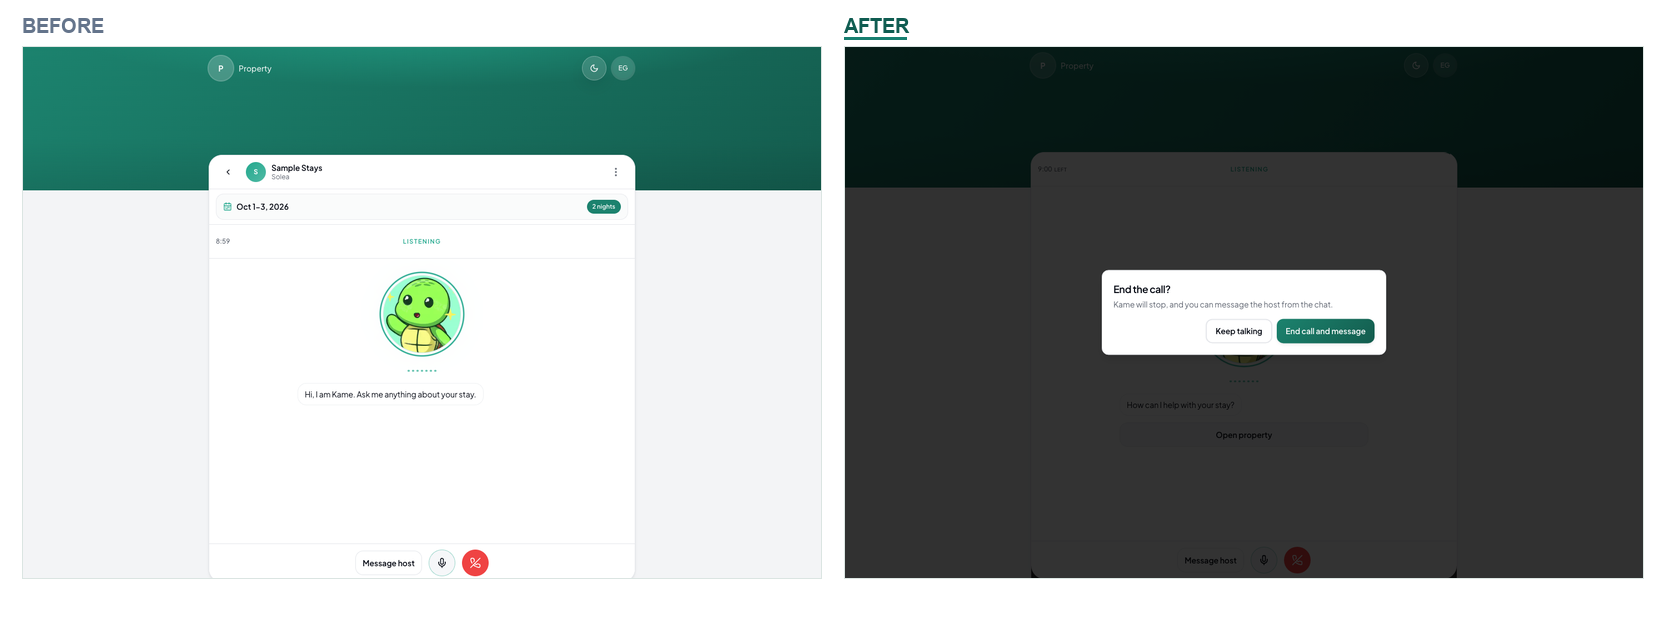 BEFORE
P Property
EG
S
Sample Stays
Solea
Oct 1–3, 2026
2 nights
8:59
LISTENING
Hi, I am Kame. Ask me anything about your stay.
Message host
AFTER
P Property
EG
9:00 LEFT
LISTENING
End the call?
Kame will stop, and you can message the host from the chat.
Keep talking
End call and message
How can I help with your stay?
Open property
Message host